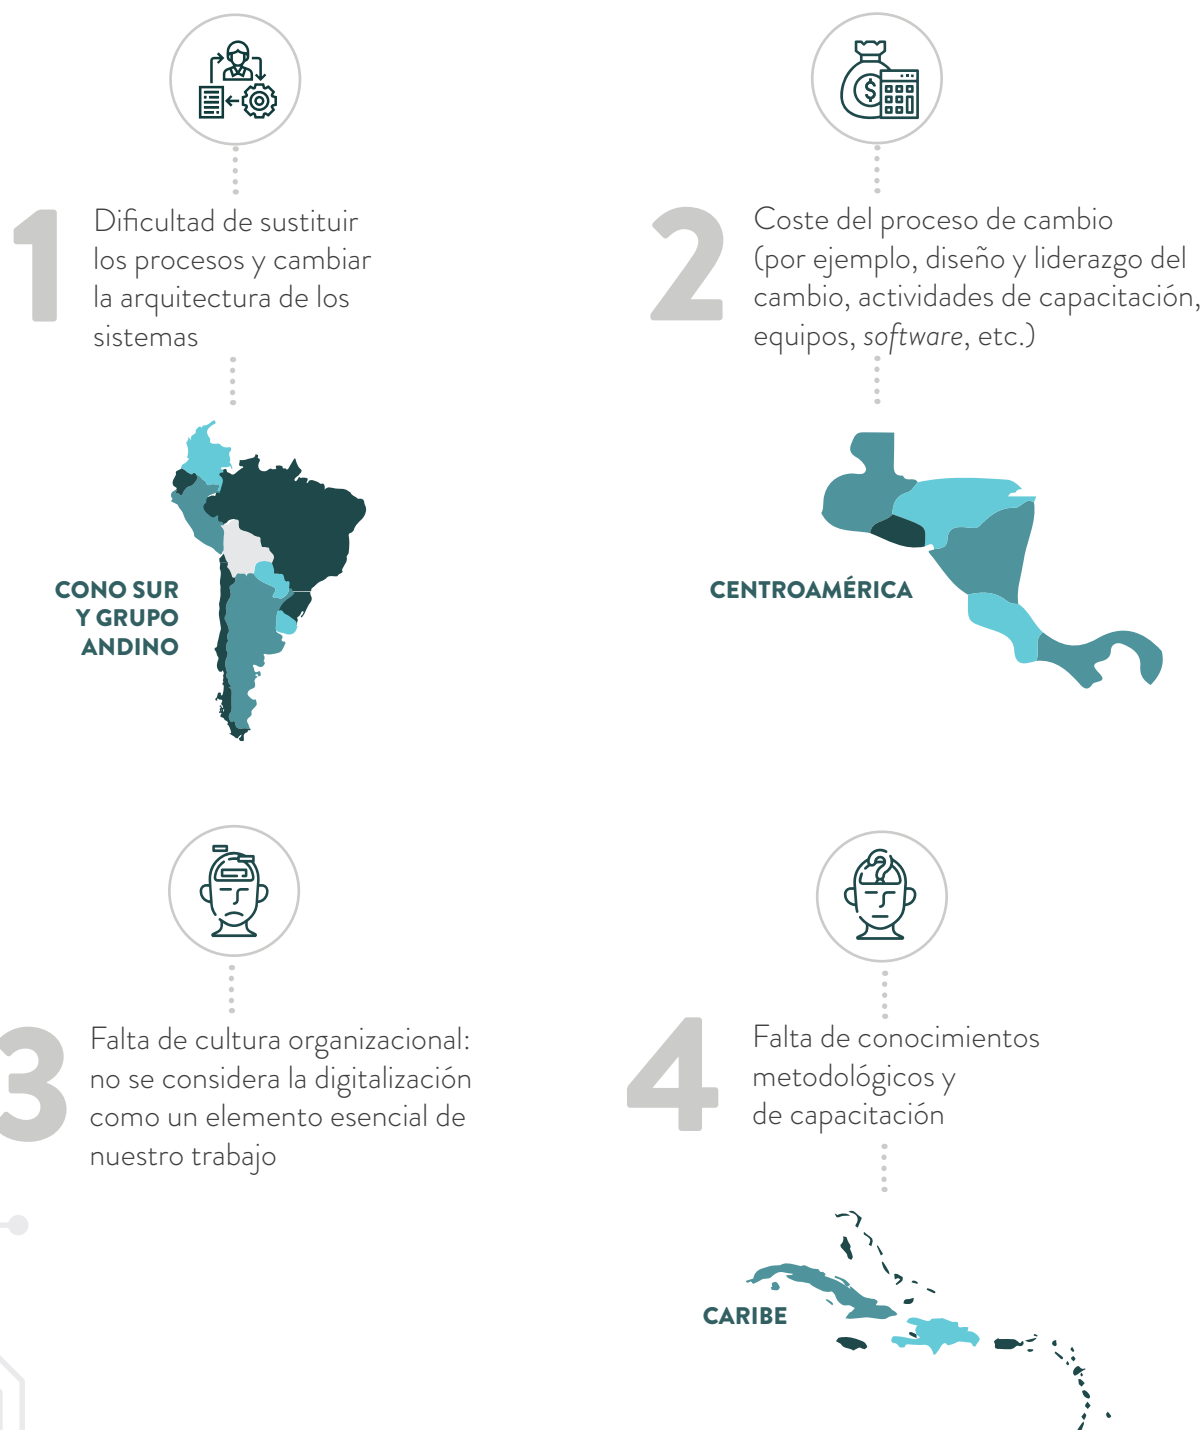 1
Dificultad de sustituir
los procesos y cambiar
la arquitectura de los
sistemas
CONO SUR
Y GRUPO
ANDINO
2
Coste del proceso de cambio
(por ejemplo, diseño y liderazgo del
cambio, actividades de capacitación,
equipos, software, etc.)
CENTROAMÉRICA
3
Falta de cultura organizacional:
no se considera la digitalización
como un elemento esencial de
nuestro trabajo
4
Falta de conocimientos
metodológicos y
de capacitación
CARIBE